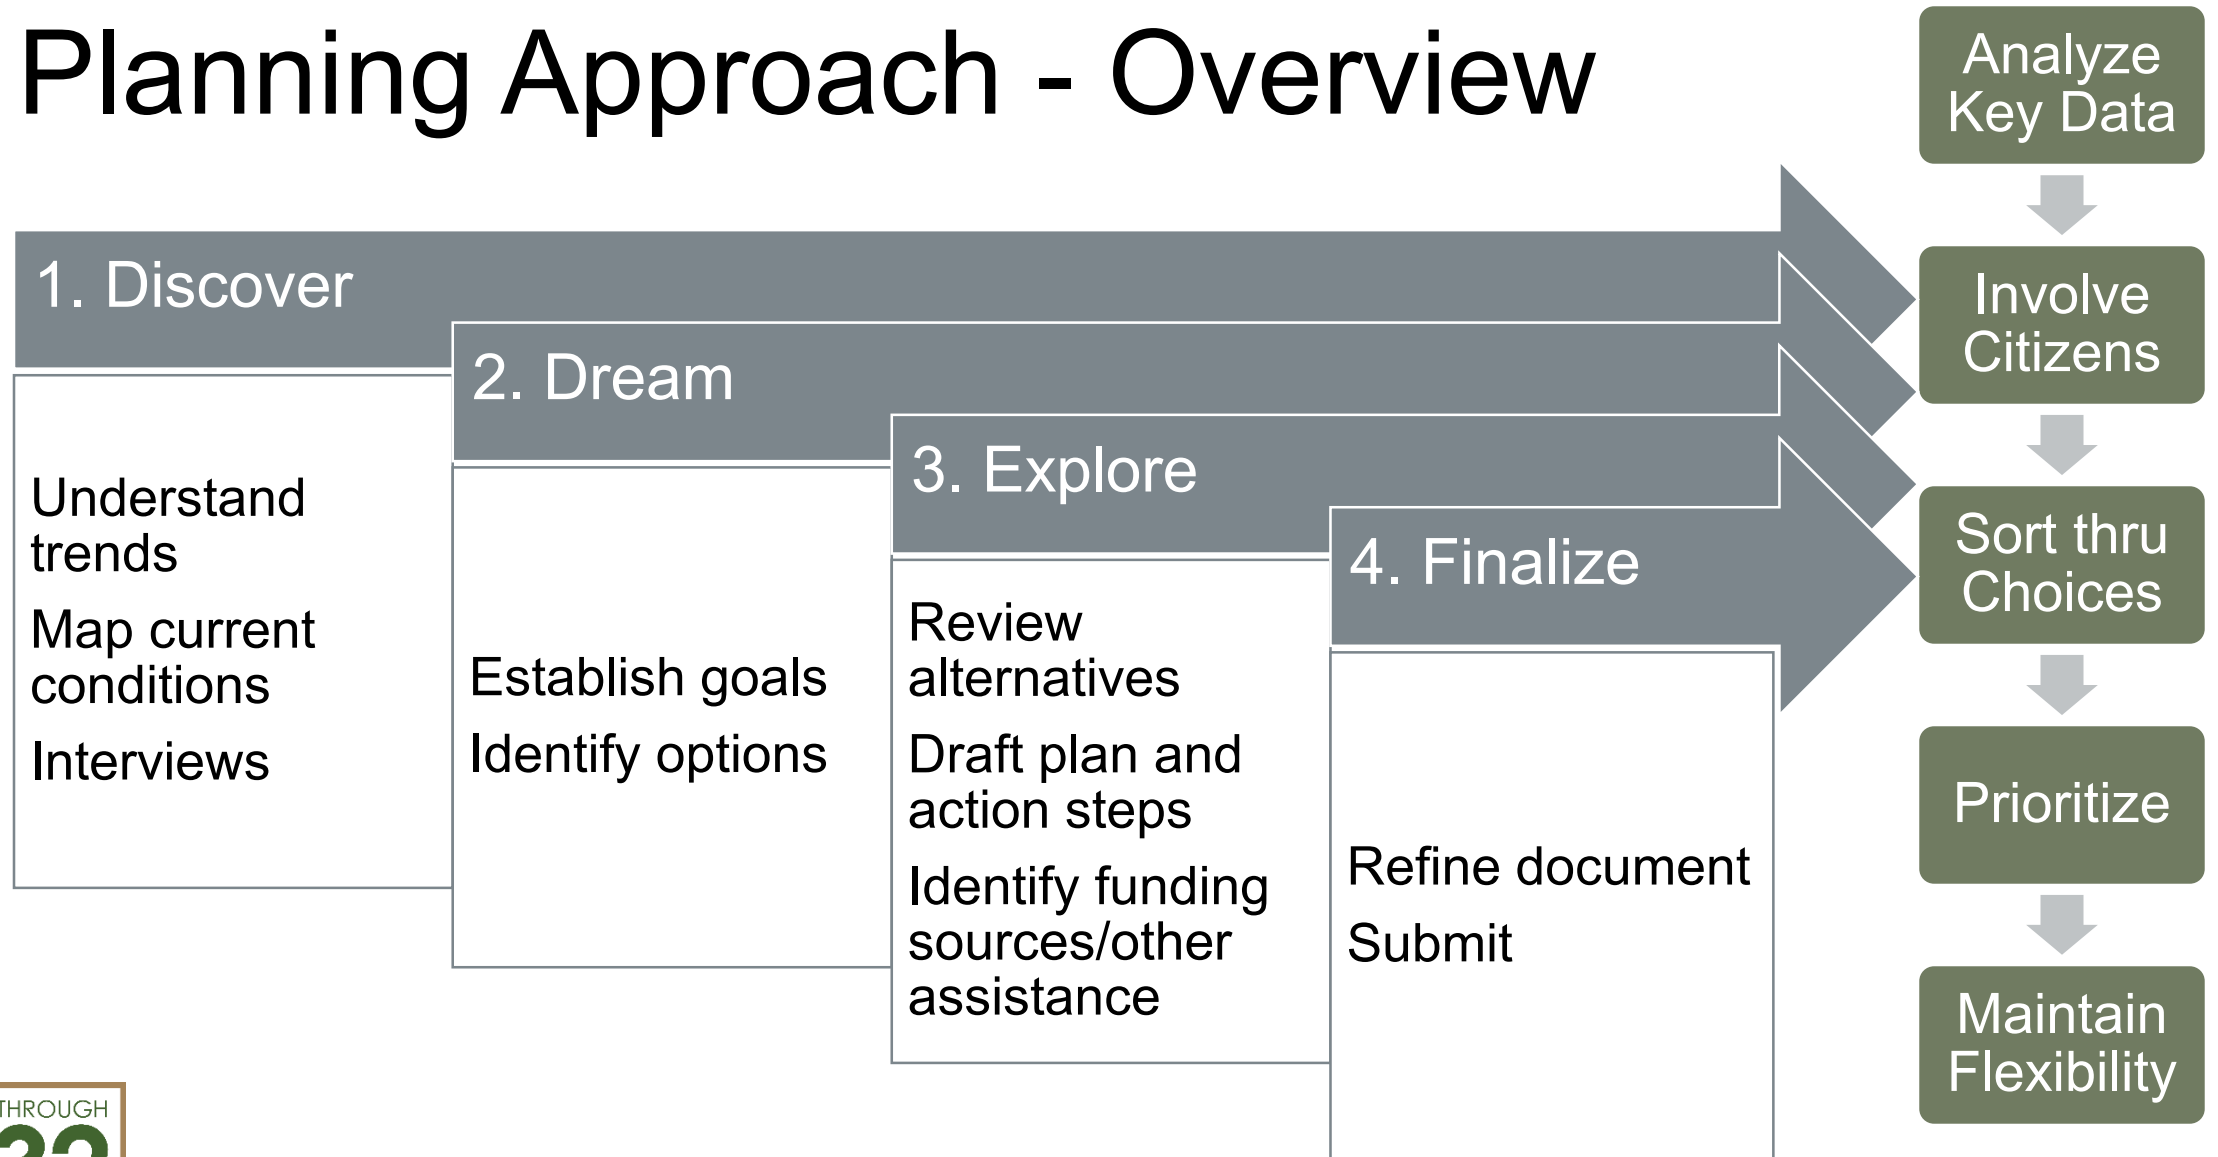 Planning Approach - Overview
1. Discover
Understand
trends
Map current
conditions
Interviews
2. Dream
Establish goals
Identify options
3. Explore
Review
alternatives
Draft plan and
action steps
Identify funding
sources/other
assistance
4. Finalize
Refine document
Submit
Analyze
Key Data
Involve
Citizens
Sort thru
Choices
Prioritize
Maintain
Flexibility
THROUGH